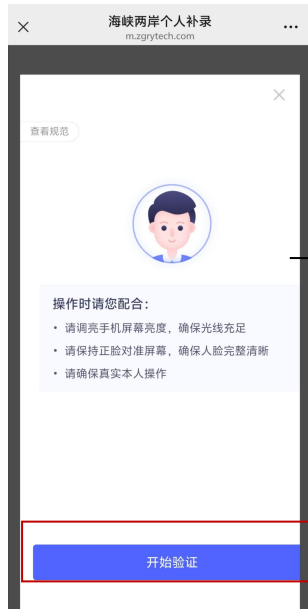 海峡两岸个人补录
m.zgrytech.com
查看规范
操作时请您配合：
• 请调亮手机屏幕亮度，确保光线充足
• 请保持正脸对准屏幕，确保人脸完整清晰
• 请确保真实本人操作
开始验证